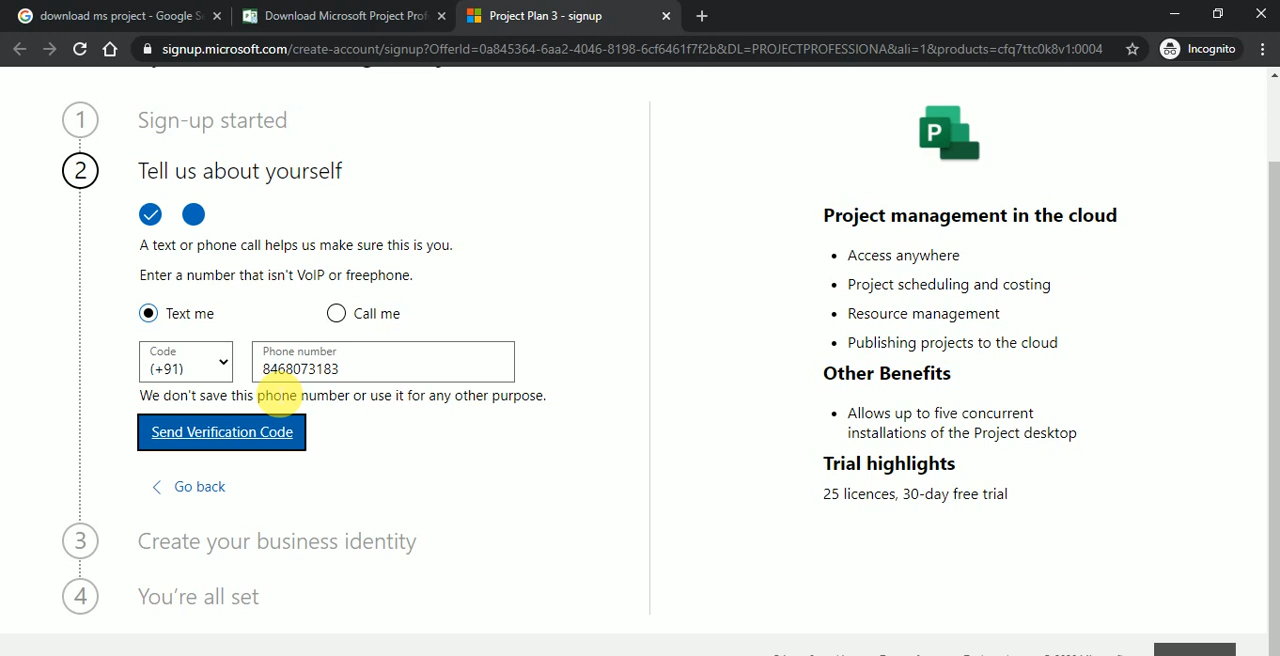 download ms project - Google S
Download Microsoft Project Prof
Project Plan 3 - signup
signup.microsoft.com/create-account/signup?OfferId=0a845364-6aa2-4046-8198-6cf6461f7f2b&DL=PROJECTPROFESSIONA&ali=1&products=cfq7ttc0k8v1:0004
Incognito
1
Sign-up started
2
Tell us about yourself
A text or phone call helps us make sure this is you.
Enter a number that isn't VoIP or freephone.
Text me
Call me
Code
(+91)
Phone number
8468073183
We don't save this phone number or use it for any other purpose.
Send Verification Code
Go back
3
Create your business identity
4
You're all set
P
Project management in the cloud
• Access anywhere
• Project scheduling and costing
• Resource management
• Publishing projects to the cloud
Other Benefits
• Allows up to five concurrent
installations of the Project desktop
Trial highlights
25 licences, 30-day free trial